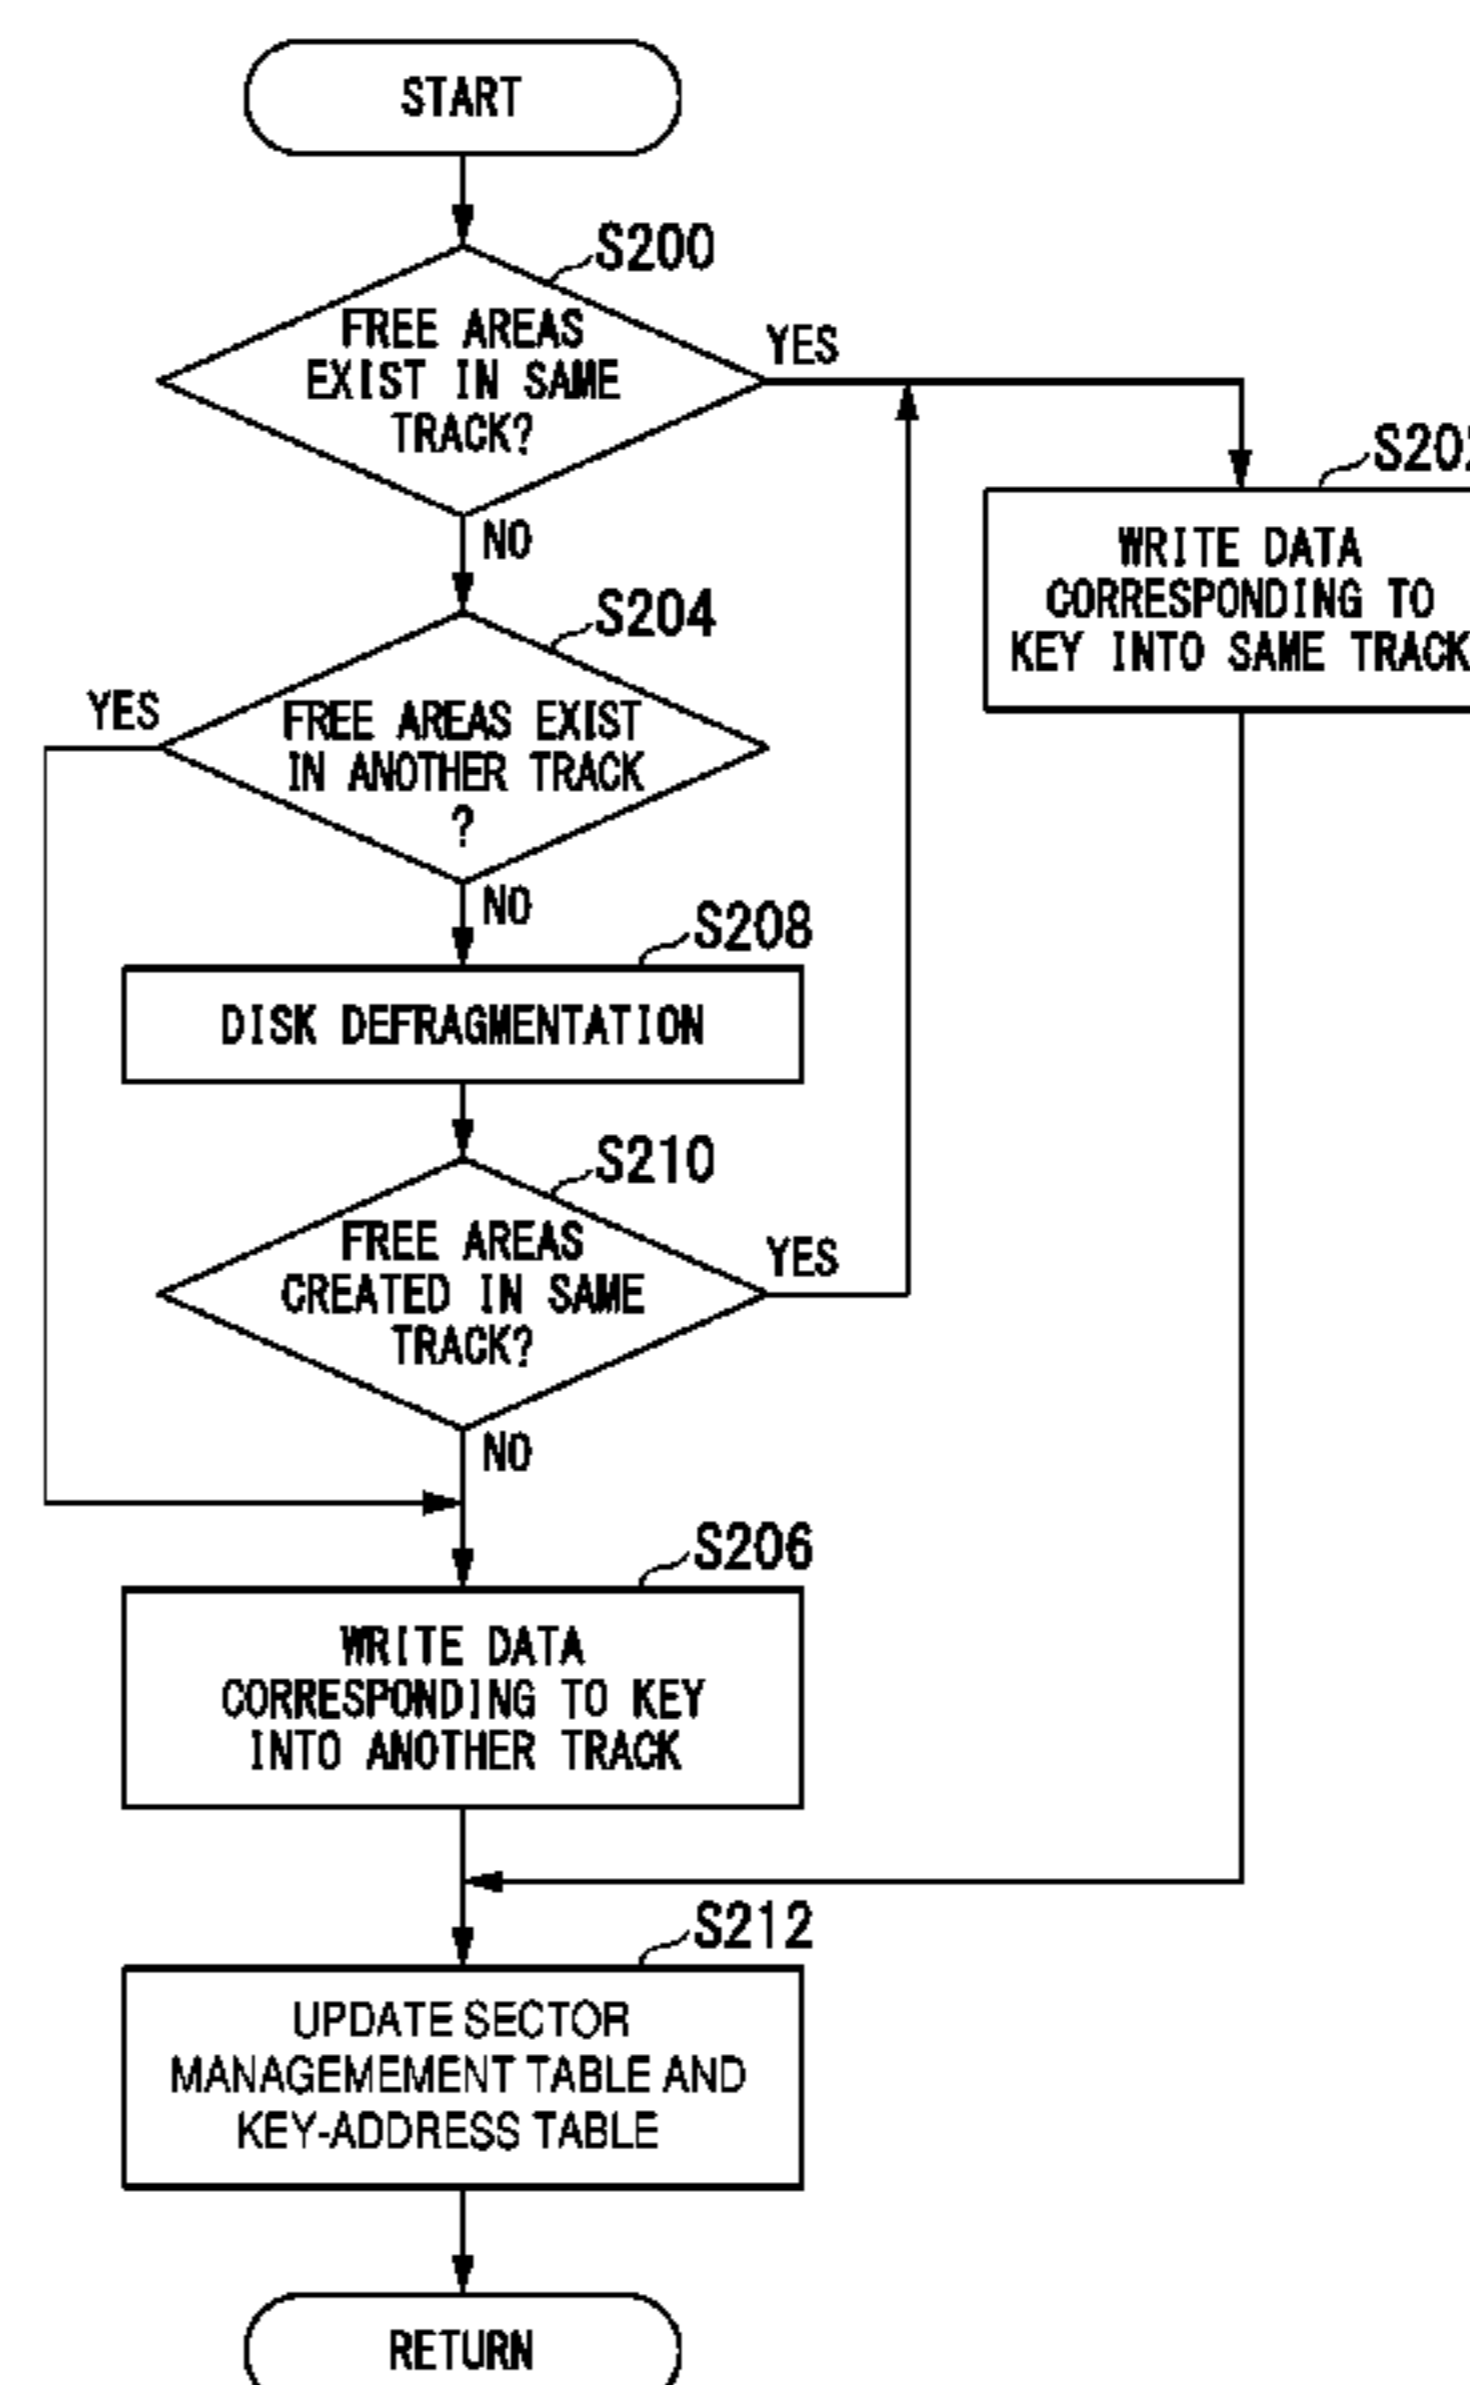 START
S200
FREE AREAS
EXIST IN SAME
TRACK?
YES
NO
S202
WRITE DATA
CORRESPONDING TO
KEY INTO SAME TRACK
S204
FREE AREAS EXIST
IN ANOTHER TRACK
?
YES
NO
S208
DISK DEFRAGMENTATION
S210
FREE AREAS
CREATED IN SAME
TRACK?
YES
NO
S206
WRITE DATA
CORRESPONDING TO KEY
INTO ANOTHER TRACK
S212
UPDATE SECTOR
MANAGEMEMENT TABLE AND
KEY-ADDRESS TABLE
RETURN